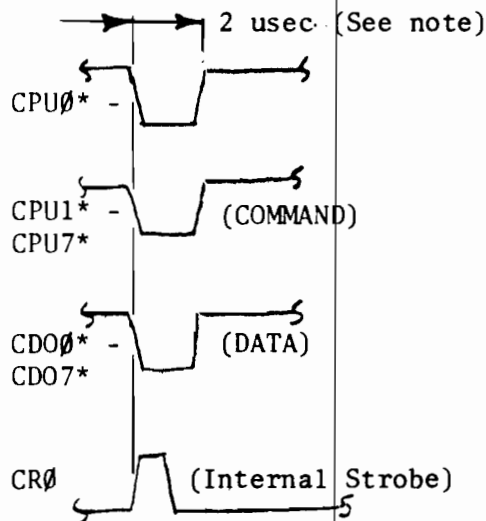 2 usec (See note)
CPUØ* -
CPU1* - (COMMAND)
CPU7*
CDOØ* - (DATA)
CDO7*
CRØ (Internal Strobe)